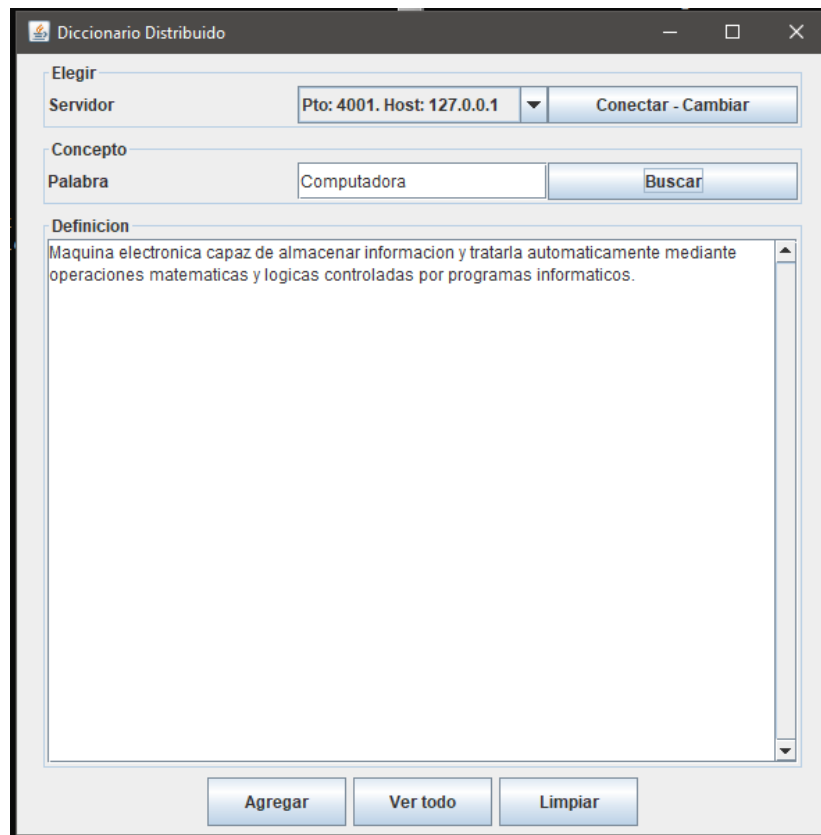 Diccionario Distribuido
Elegir
Servidor Pto: 4001. Host: 127.0.0.1 Conectar - Cambiar
Concepto
Palabra Computadora Buscar
Definicion
Maquina electronica capaz de almacenar informacion y tratarla automaticamente mediante
operaciones matematicas y logicas controladas por programas informaticos.
Agregar Ver todo Limpiar